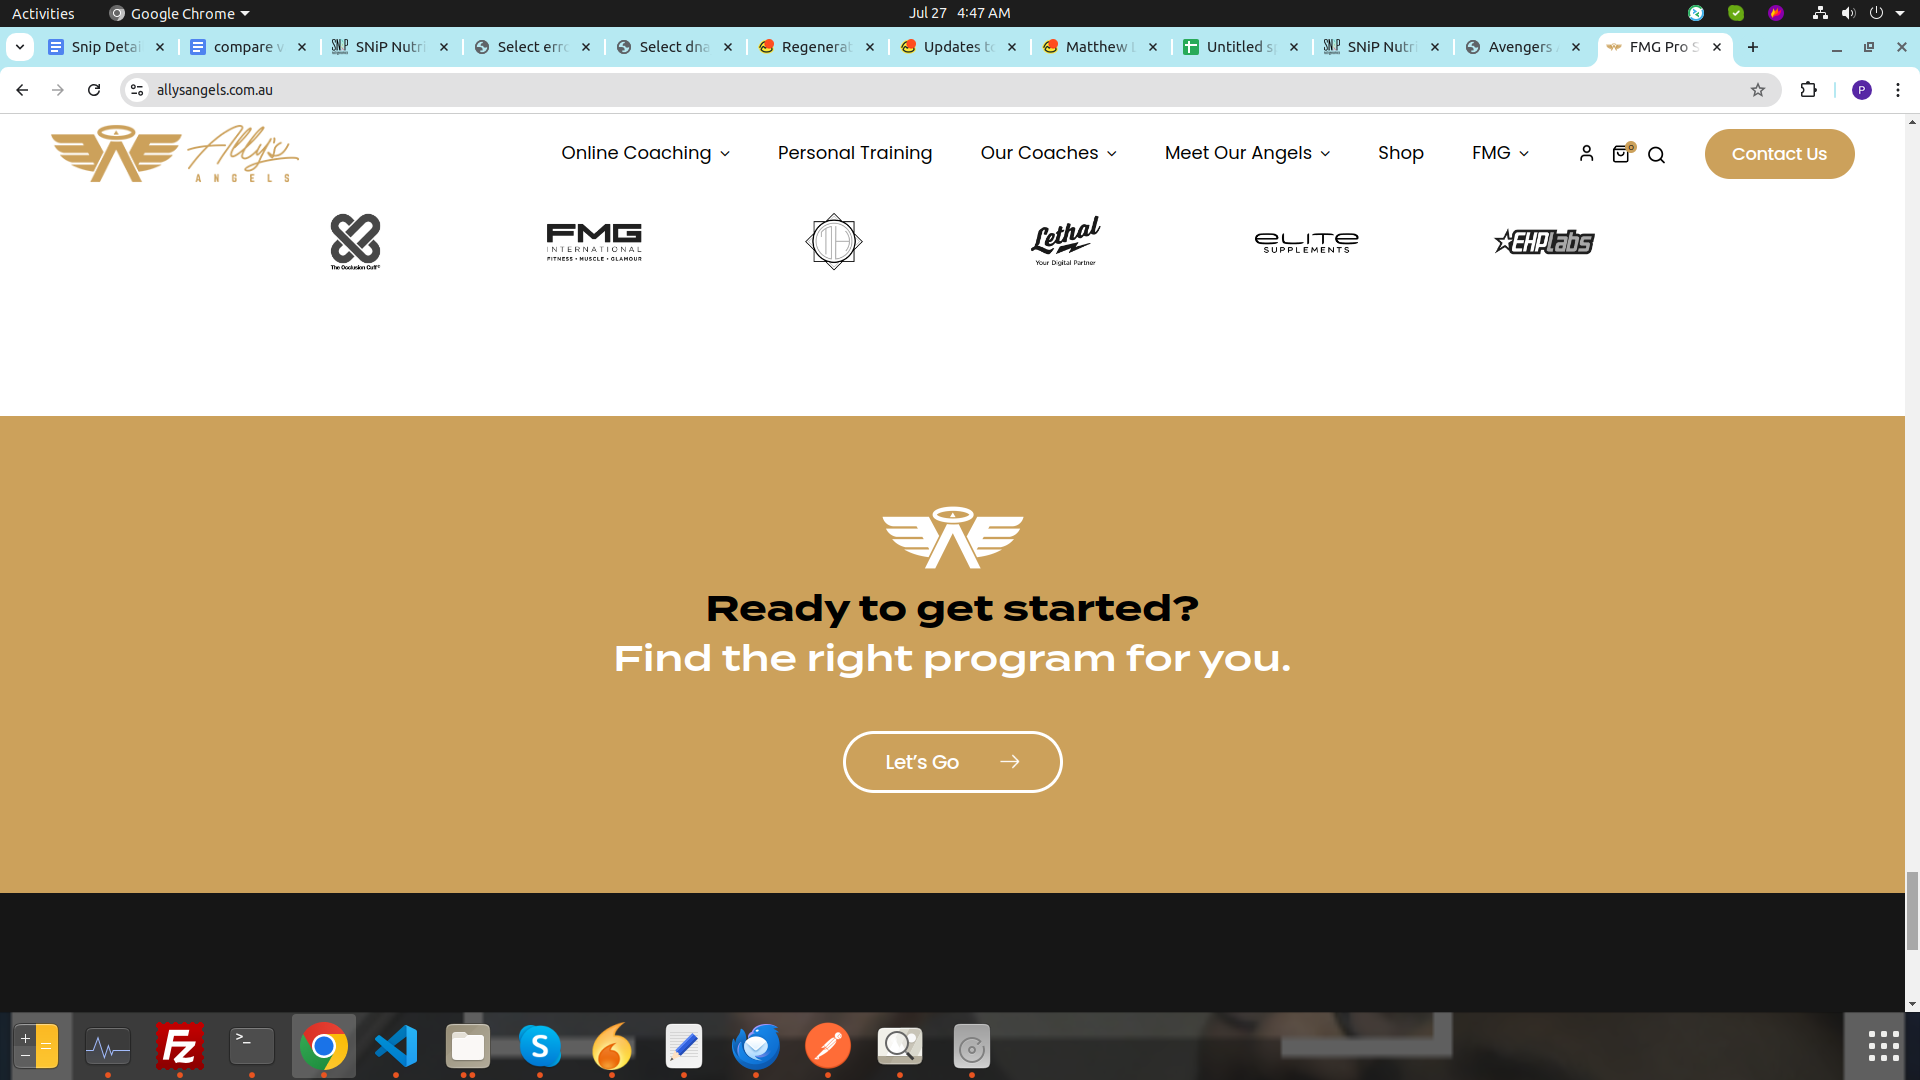 Activities Google Chrome Jul 27 4:47 AM
Snip Detai compare v SNiP Nutri Select erro Select dna Regenerat Updates to Matthew L Untitled sp SNiP Nutri Avengers A FMG Pro S
allysangels.com.au P
Ally's
ANGELS
Online Coaching Personal Training Our Coaches Meet Our Angels Shop FMG 0 Contact Us
The Occlusion Cuff
FMG
INTERNATIONAL
FITNESS • MUSCLE • GLAMOUR
Lethal
Your Digital Partner
ELITE
SUPPLEMENTS
EHPlabs
Ready to get started?
Find the right program for you.
Let's Go